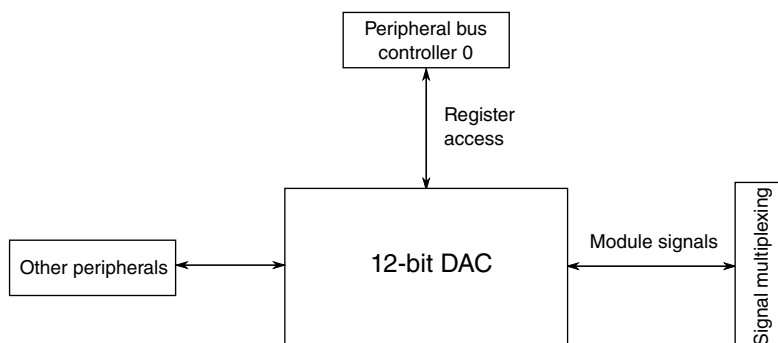 Peripheral bus
controller 0
Register
access
Other peripherals
12-bit DAC
Module signals
Signal multiplexing